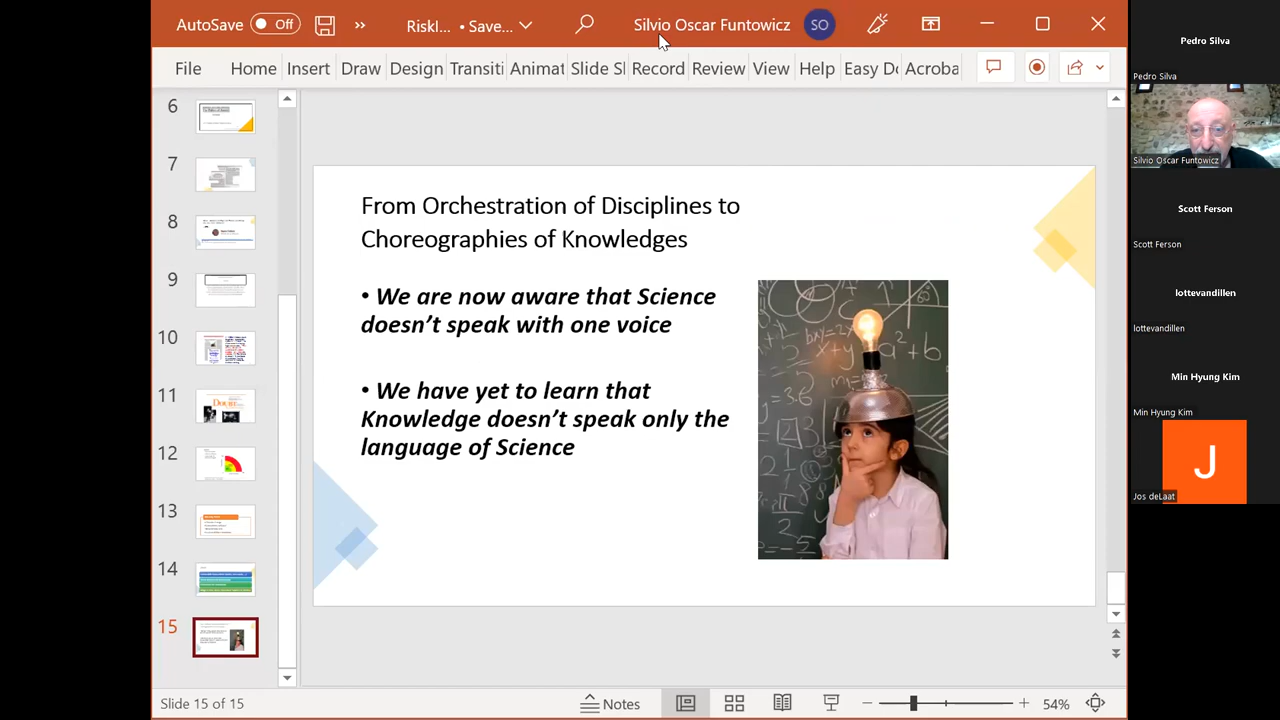 AutoSave Off » RiskI... • Save... Silvio Oscar Funtowicz SO
File Home Insert Draw Design Transiti Animat Slide Sl Record Review View Help Easy Do Acroba
6
7
8
9
10
11
12
13
14
15
From Orchestration of Disciplines to
Choreographies of Knowledges
• We are now aware that Science
doesn't speak with one voice
• We have yet to learn that
Knowledge doesn't speak only the
language of Science
Slide 15 of 15 Notes 54%
Pedro Silva
Pedro Silva
Silvio Oscar Funtowicz
Scott Ferson
Scott Ferson
lottevandillen
lottevandillen
Min Hyung Kim
Min Hyung Kim
J
Jos deLaat